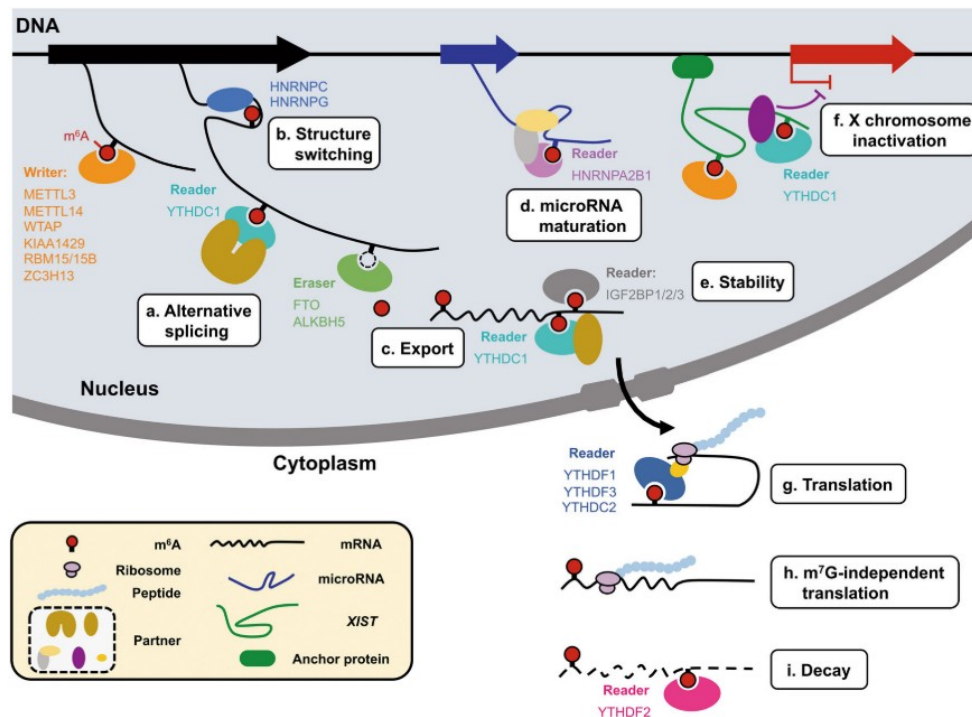 DNA
HNRNPC
HNRNPG
m⁶A
b. Structure
switching
Writer:
METTL3
METTL14
WTAP
KIAA1429
RBM15/15B
ZC3H13
Reader
YTHDC1
a. Alternative
splicing
Eraser
FTO
ALKBH5
Reader
HNRNPA2B1
d. microRNA
maturation
f. X chromosome
inactivation
Reader
YTHDC1
Reader:
IGF2BP1/2/3
e. Stability
c. Export
Reader
YTHDC1
Nucleus
Cytoplasm
Reader
YTHDF1
YTHDF3
YTHDC2
g. Translation
h. m⁷G-independent
translation
i. Decay
Reader
YTHDF2
m⁶A
mRNA
Ribosome
Peptide
microRNA
Partner
XIST
Anchor protein